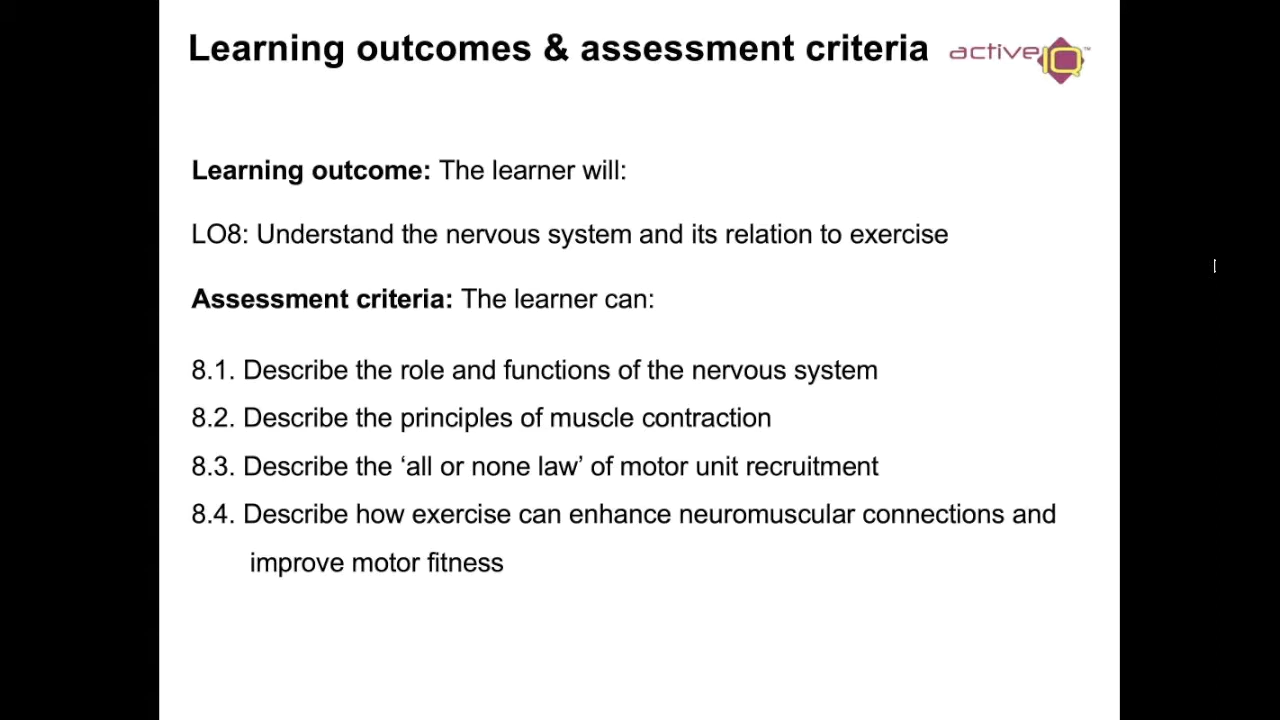 Learning outcomes & assessment criteria
active IQ™
Learning outcome: The learner will:
LO8: Understand the nervous system and its relation to exercise
Assessment criteria: The learner can:
8.1. Describe the role and functions of the nervous system
8.2. Describe the principles of muscle contraction
8.3. Describe the ‘all or none law’ of motor unit recruitment
8.4. Describe how exercise can enhance neuromuscular connections and
improve motor fitness